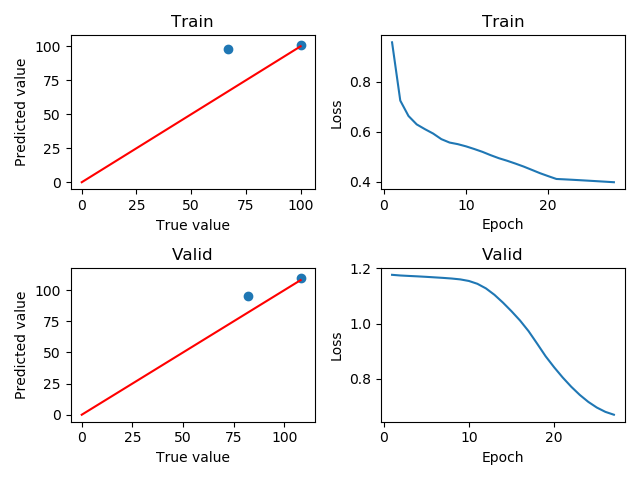 Train
Predicted value
100
75
50
25
0
0 25 50 75 100
True value
Train
Loss
0.8
0.6
0.4
0 10 20
Epoch
Valid
Predicted value
100
75
50
25
0
0 25 50 75 100
True value
Valid
Loss
1.2
1.0
0.8
0 10 20
Epoch